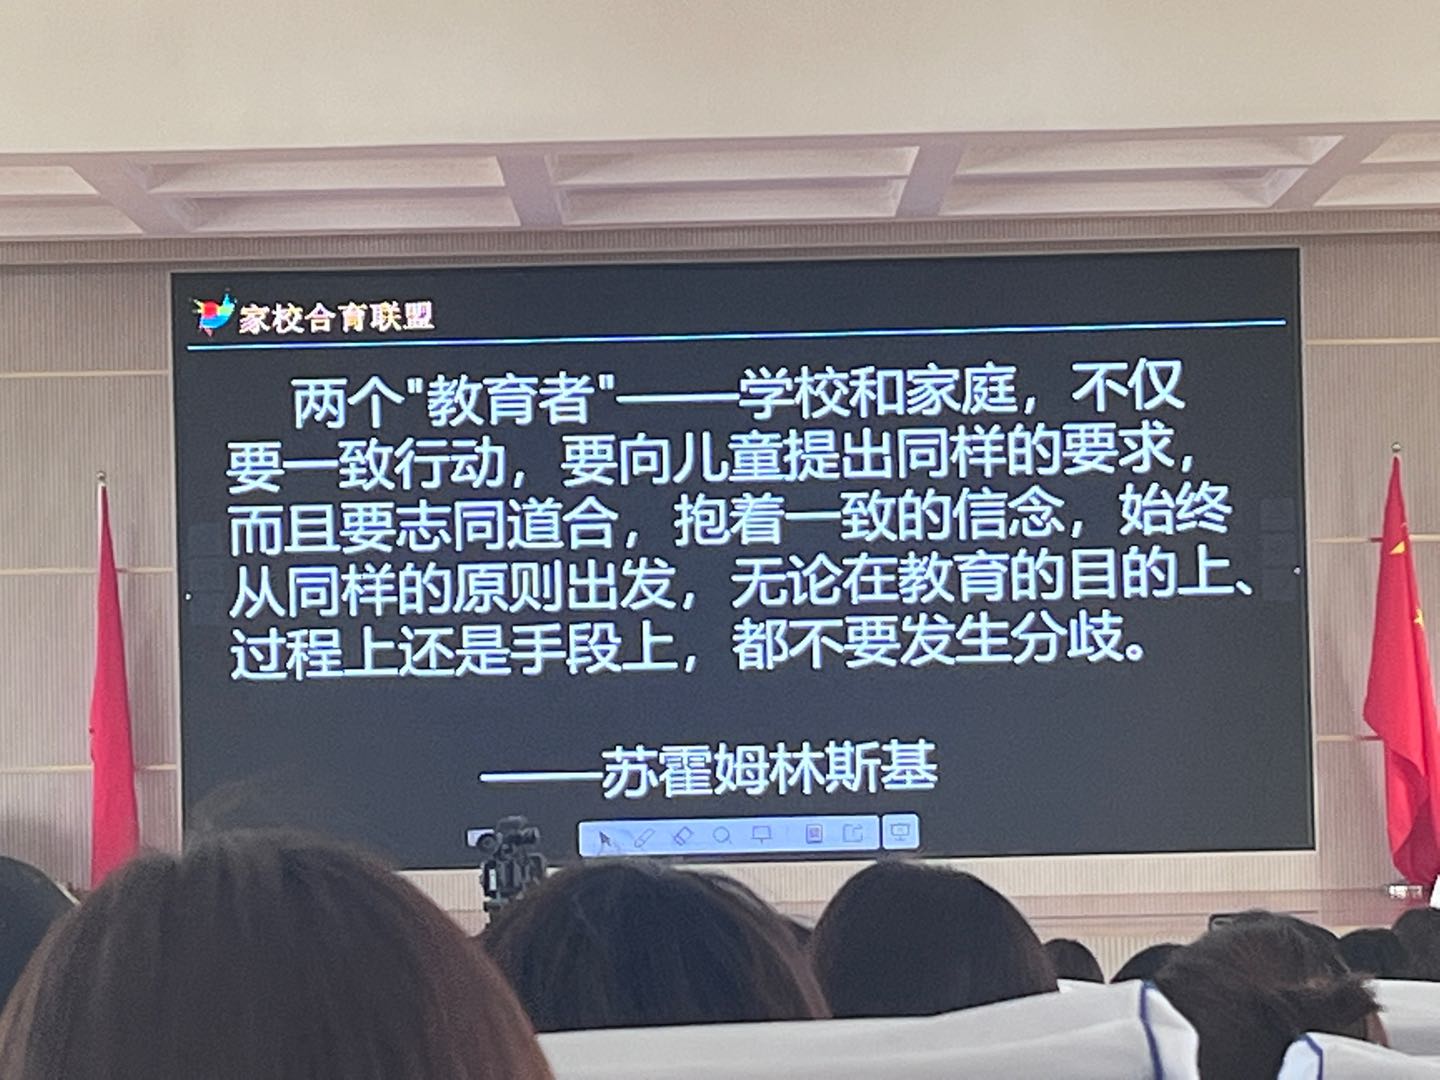 家校合育联盟
两个"教育者"——学校和家庭，不仅
要一致行动，要向儿童提出同样的要求，
而且要志同道合，抱着一致的信念，始终
从同样的原则出发，无论在教育的目的上、
过程上还是手段上，都不要发生分歧。
——苏霍姆林斯基